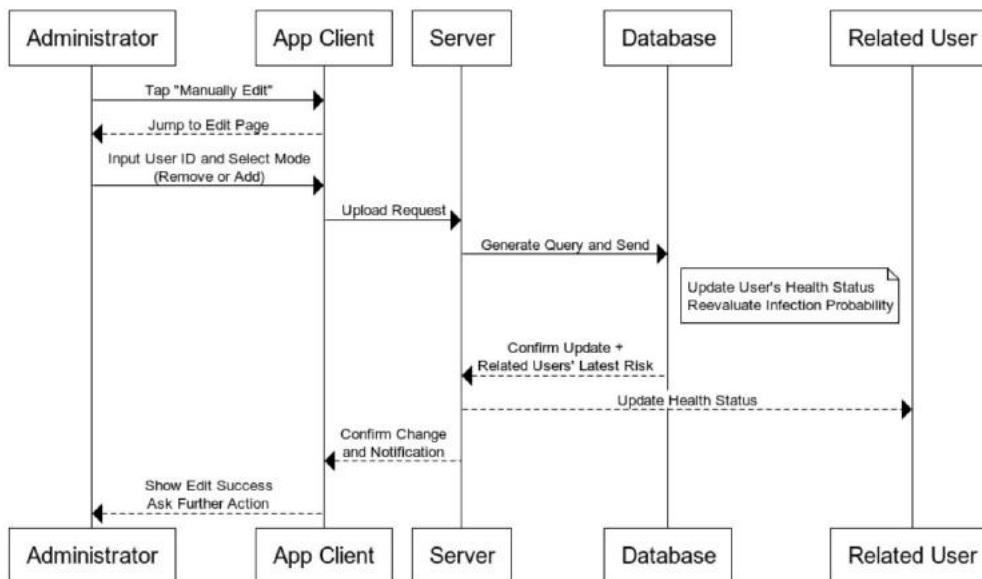 Administrator
App Client
Server
Database
Related User
Tap "Manually Edit"
Jump to Edit Page
Input User ID and Select Mode
(Remove or Add)
Upload Request
Generate Query and Send
Update User's Health Status
Reevaluate Infection Probability
Confirm Update +
Related Users' Latest Risk
Update Health Status
Confirm Change
and Notification
Show Edit Success
Ask Further Action
Administrator
App Client
Server
Database
Related User